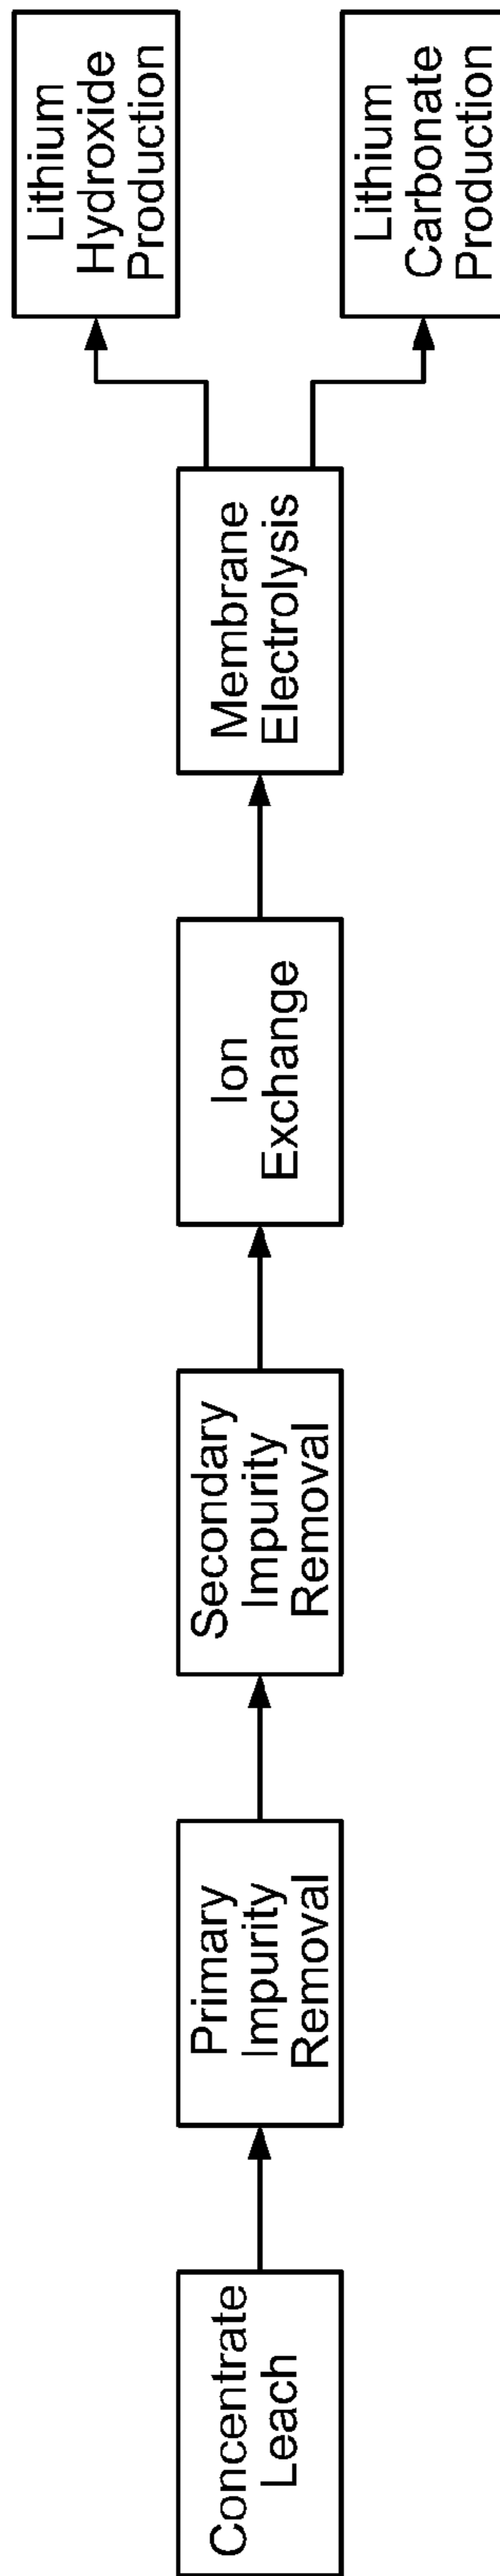 Concentrate
Leach
Primary
Impurity
Removal
Secondary
Impurity
Removal
Ion
Exchange
Membrane
Electrolysis
Lithium
Hydroxide
Production
Lithium
Carbonate
Production